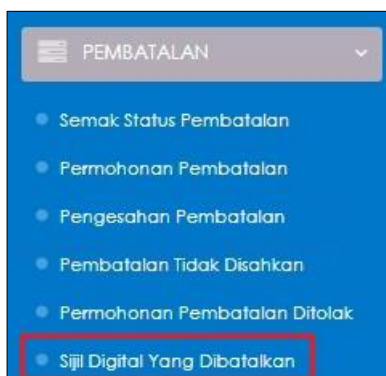 PEMBATALAN
Semak Status Pembatalan
Permohonan Pembatalan
Pengesahan Pembatalan
Pembatalan Tidak Disahkan
Permohonan Pembatalan Ditolak
Sijil Digital Yang Dibatalkan